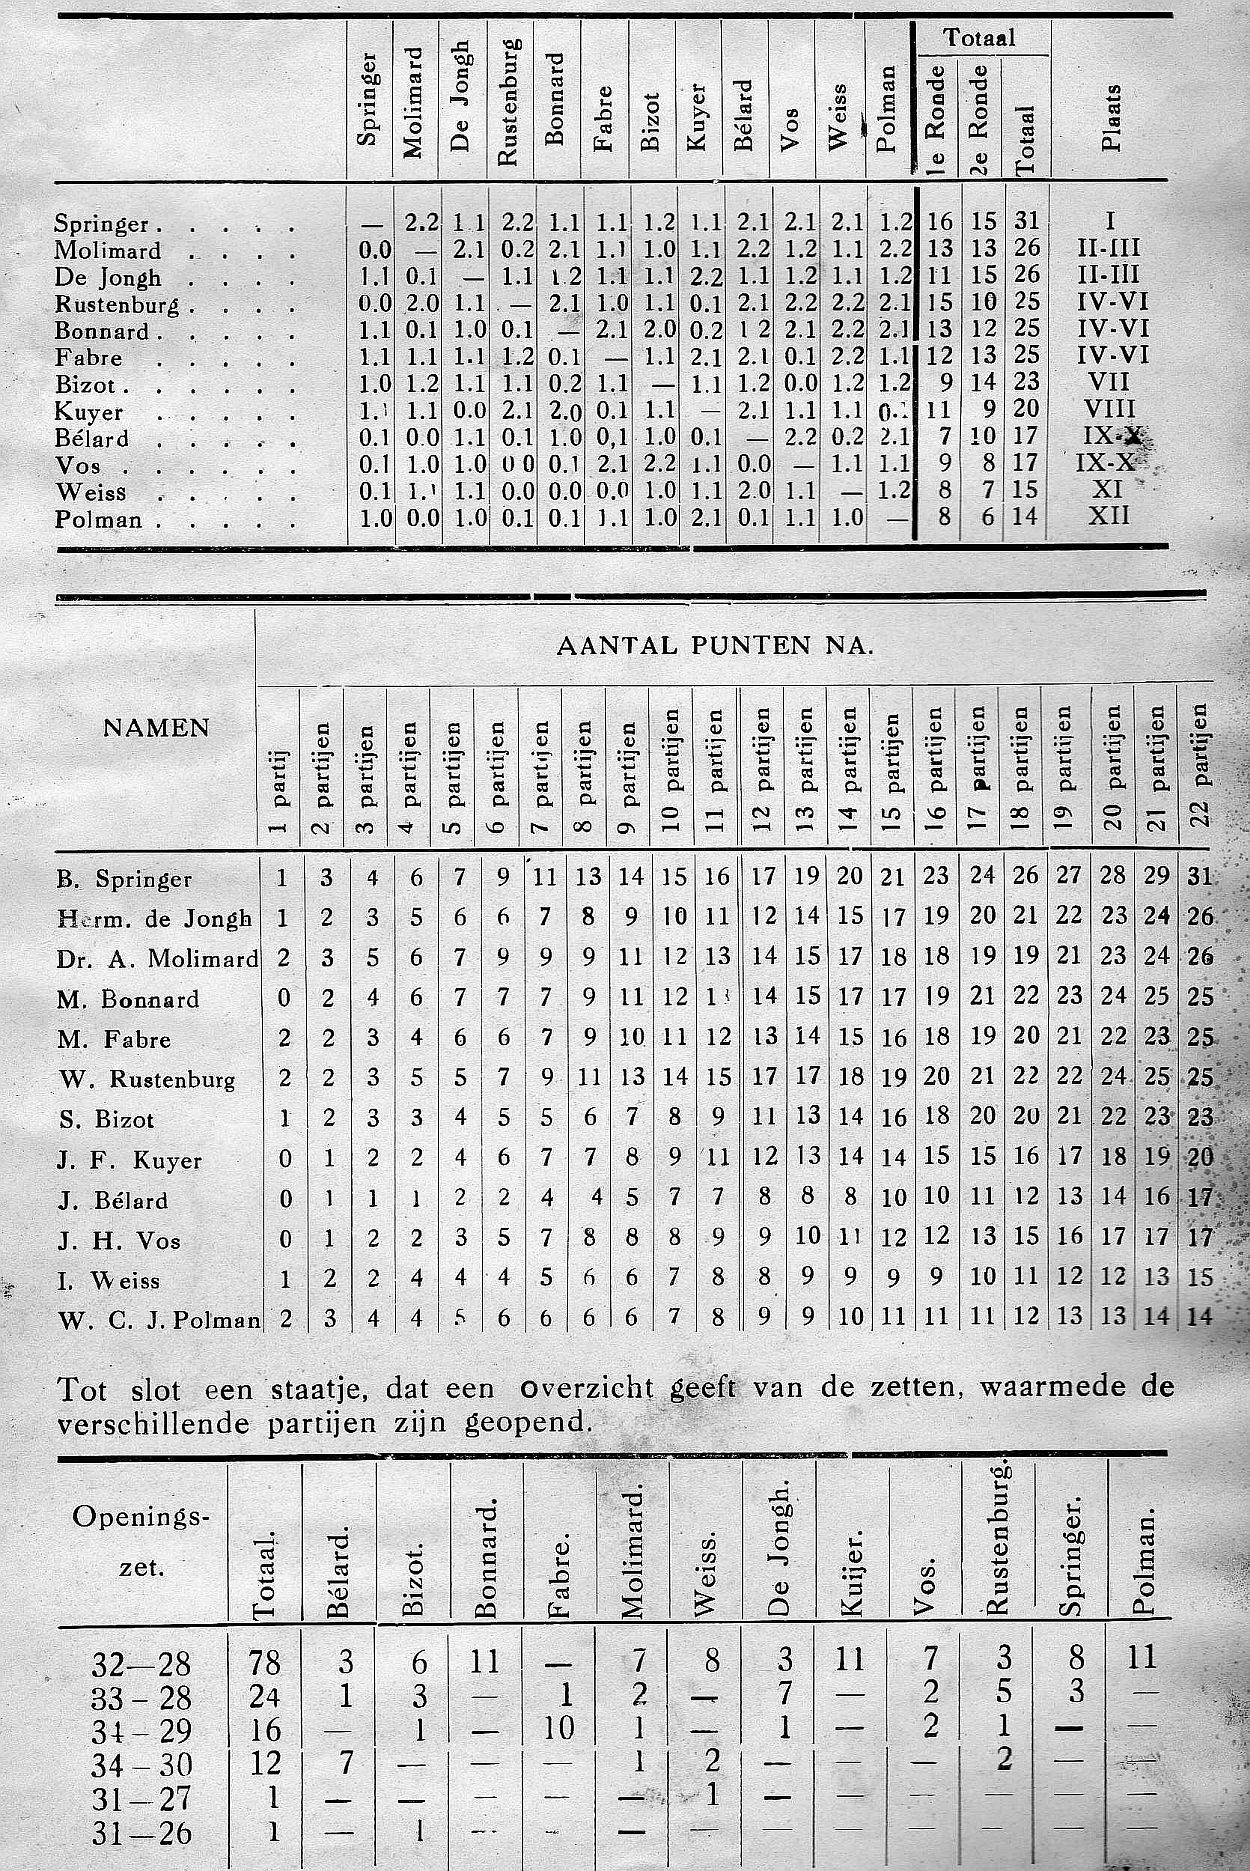 Totaal
Springer Molimard De Jongh Rustenburg Bonnard Fabre Bizot Kuyer Bélard Vos Weiss Polman 1e Ronde 2e Ronde Totaal Plaats
Springer . . . . . — 2.2 1.1 2.2 1.1 1.1 1.2 1.1 2.1 2.1 2.1 1.2 16 15 31 I
Molimard . . . . 0.0 — 2.1 0.2 2.1 1.1 1.0 1.1 2.2 1.2 1.1 2.2 13 13 26 II-III
De Jongh . . . . 1.1 0.1 — 1.1 1.2 1.1 1.1 2.2 1.1 1.2 1.1 1.2 11 15 26 II-III
Rustenburg . . . . 0.0 2.0 1.1 — 2.1 1.0 1.1 0.1 2.1 2.2 2.2 2.1 15 10 25 IV-VI
Bonnard . . . . . 1.1 0.1 1.0 0.1 — 2.1 2.0 0.2 1 2 2.1 2.2 2.1 13 12 25 IV-VI
Fabre . . . . . 1.1 1.1 1.1 1.2 0.1 — 1.1 2.1 2.1 0.1 2.2 1.1 12 13 25 IV-VI
Bizot . . . . . . 1.0 1.2 1.1 1.1 0.2 1.1 — 1.1 1.2 0.0 1.2 1.2 9 14 23 VII
Kuyer . . . . . 1.1 1.1 0.0 2.1 2.0 0.1 1.1 — 2.1 1.1 1.1 0.1 11 9 20 VIII
Bélard . . . . . 0.1 0.0 1.1 0.1 1.0 0,1 1.0 0.1 — 2.2 0.2 2.1 7 10 17 IX-X
Vos . . . . . . 0.1 1.0 1.0 0 0 0.1 2.1 2.2 1.1 0.0 — 1.1 1.1 9 8 17 IX-X
Weiss . . . . . 0.1 1.1 1.1 0.0 0.0 0.0 1.0 1.1 2.0 1.1 — 1.2 8 7 15 XI
Polman . . . . . 1.0 0.0 1.0 0.1 0.1 1.1 1.0 2.1 0.1 1.1 1.0 — 8 6 14 XII
AANTAL PUNTEN NA.
NAMEN 1 partij 2 partijen 3 partijen 4 partijen 5 partijen 6 partijen 7 partijen 8 partijen 9 partijen 10 partijen 11 partijen 12 partijen 13 partijen 14 partijen 15 partijen 16 partijen 17 partijen 18 partijen 19 partijen 20 partijen 21 partijen 22 partijen
B. Springer 1 3 4 6 7 9 11 13 14 15 16 17 19 20 21 23 24 26 27 28 29 31
Herm. de Jongh 1 2 3 5 6 6 7 8 9 10 11 12 14 15 17 19 20 21 22 23 24 26
Dr. A. Molimard 2 3 5 6 7 9 9 9 11 12 13 14 15 17 18 18 19 19 21 23 24 26
M. Bonnard 0 2 4 6 7 7 7 9 11 12 13 14 15 17 17 19 21 22 23 24 25 25
M. Fabre 2 2 3 4 6 6 7 9 10 11 12 13 14 15 16 18 19 20 21 22 23 25
W. Rustenburg 2 2 3 5 5 7 9 11 13 14 15 17 17 18 19 20 21 22 22 24 25 25
S. Bizot 1 2 3 3 4 5 5 6 7 8 9 11 13 14 16 18 20 20 21 22 23 23
J. F. Kuyer 0 1 2 2 4 6 7 7 8 9 11 12 13 14 14 15 15 16 17 18 19 20
J. Bélard 0 1 1 1 2 2 4 4 5 7 7 8 8 8 10 10 11 12 13 14 16 17
J. H. Vos 0 1 2 2 3 5 7 8 8 8 9 9 10 11 12 12 13 15 16 17 17 17
I. Weiss 1 2 2 4 4 4 5 6 6 7 8 8 9 9 9 9 10 11 12 12 13 15
W. C. J. Polman 2 3 4 4 5 6 6 6 6 7 8 9 9 10 11 11 11 12 13 13 14 14
Tot slot een staatje, dat een overzicht geeft van de zetten, waarmede de
verschillende partijen zijn geopend.
Openings-
zet. Totaal. Bélard. Bizot. Bonnard. Fabre. Molimard. Weiss. De Jongh. Kuijer. Vos. Rustenburg. Springer. Polman.
32—28 78 3 6 11 — 7 8 3 11 7 3 8 11
33–28 24 1 3 — 1 2 — 7 — 2 5 3 —
34–29 16 — 1 — 10 1 — 1 — 2 1 — —
34–30 12 7 — — — 1 2 — — — 2 — —
31—27 1 — — — — — 1 — — — — — —
31—26 1 — 1 — — — — — — — — — —